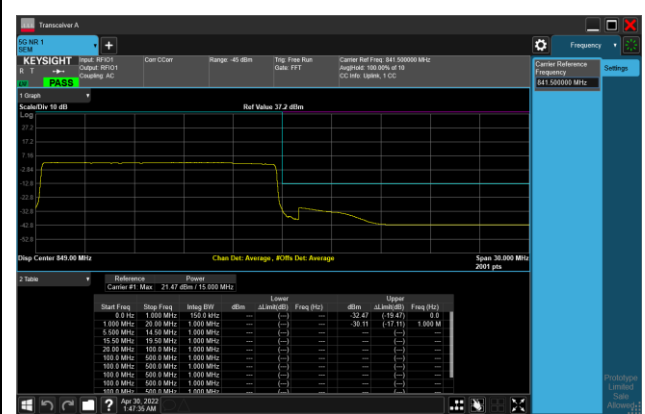 Transceiver A
5G NR 1
SEM
+
Frequency
KEYSIGHT
R T
PASS
Input: RFIO1
Output: RFIO1
Coupling: AC
Corr CCorr
Range: -45 dBm
Trig: Free Run
Gate: FFT
Carrier Ref Freq: 841.500000 MHz
Avg|Hold: 100.00% of 10
CC Info: Uplink, 1 CC
Carrier Reference
Frequency
841.500000 MHz
Settings
1 Graph
Scale/Div 10 dB
Ref Value 37.2 dBm
Log
27.2
17.2
7.16
-2.84
-12.8
-22.8
-32.8
-42.8
-52.8
Disp Center 849.00 MHz
Chan Det: Average , #Offs Det: Average
Span 30.000 MHz
2001 pts
2 Table
Reference Power
Carrier #1 Max 21.47 dBm / 15.000 MHz
Lower Upper
Start Freq Stop Freq Integ BW dBm ΔLimit(dB) Freq (Hz) dBm ΔLimit(dB) Freq (Hz)
0.0 Hz 1.000 MHz 150.0 kHz --- (---) --- -32.47 (-19.47) 0.0
1.000 MHz 20.00 MHz 1.000 MHz --- (---) --- -30.11 (-17.11) 1.000 M
5.500 MHz 14.50 MHz 1.000 MHz --- (---) --- --- (---) ---
15.50 MHz 19.50 MHz 1.000 MHz --- (---) --- --- (---) ---
20.00 MHz 100.0 MHz 1.000 MHz --- (---) --- --- (---) ---
100.0 MHz 500.0 MHz 1.000 MHz --- (---) --- --- (---) ---
100.0 MHz 500.0 MHz 1.000 MHz --- (---) --- --- (---) ---
100.0 MHz 500.0 MHz 1.000 MHz --- (---) --- --- (---) ---
100.0 MHz 500.0 MHz 1.000 MHz --- (---) --- --- (---) ---
100.0 MHz 500.0 MHz 1.000 MHz --- (---) --- --- (---) ---
Prototype
Limited
Sale
Allowed
?
Apr 30, 2022
1:47:35 AM